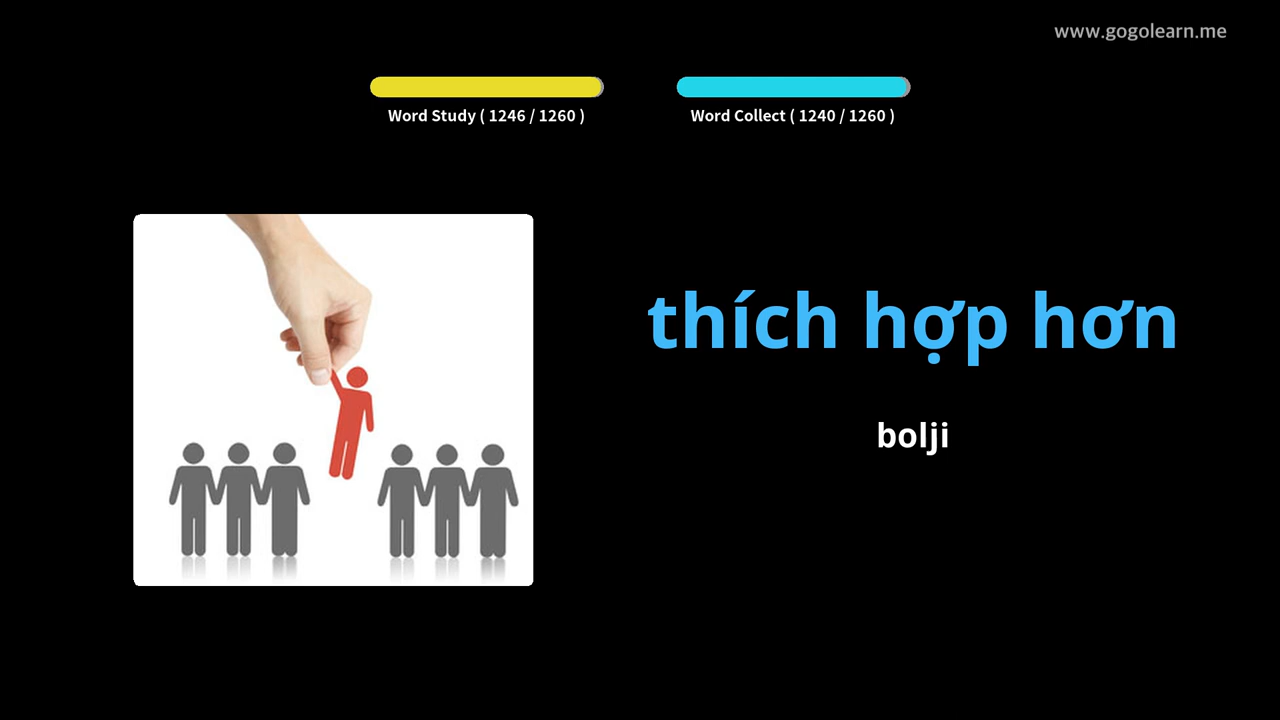 www.gogolearn.me
Word Study ( 1246 / 1260 )
Word Collect ( 1240 / 1260 )
thích hợp hơn
bolji